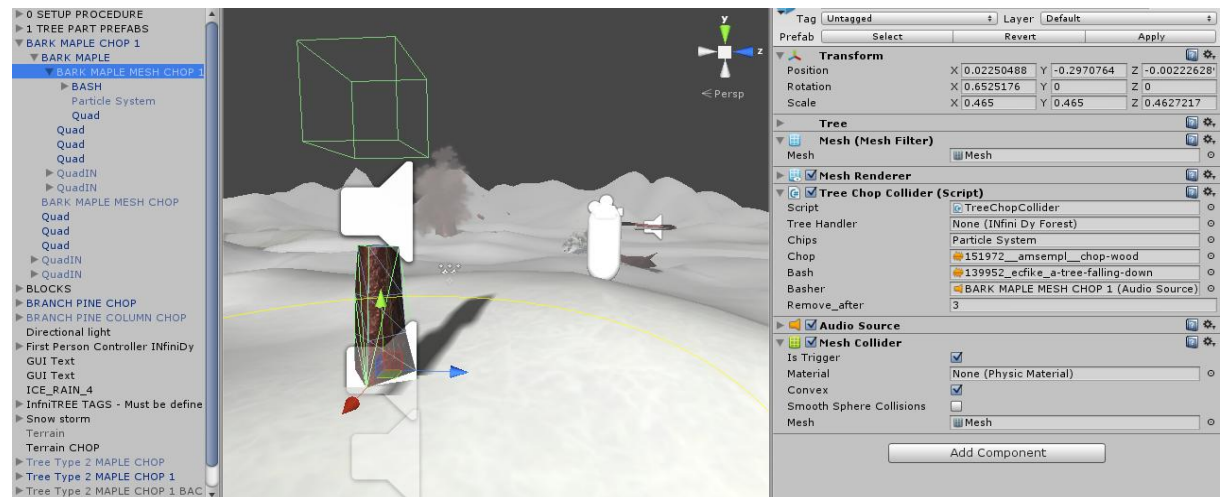 0 SETUP PROCEDURE
1 TREE PART PREFABS
BARK MAPLE CHOP 1
BARK MAPLE
BARK MAPLE MESH CHOP 1
BASH
Particle System
Quad
Quad
Quad
Quad
QuadIN
QuadIN
BARK MAPLE MESH CHOP
Quad
Quad
Quad
QuadIN
QuadIN
BLOCKS
BRANCH PINE CHOP
BRANCH PINE COLUMN CHOP
Directional light
First Person Controller INfiniDy
GUI Text
GUI Text
ICE_RAIN_4
InfniTREE TAGS - Must be define
Snow storm
Terrain
Terrain CHOP
Tree Type 2 MAPLE CHOP
Tree Type 2 MAPLE CHOP 1
Tree Type 2 MAPLE CHOP 1 BAC
y
z
Persp
Tag Untagged Layer Default
Prefab Select Revert Apply
Transform
Position X 0.02250488 Y -0.2970764 Z -0.00222628
Rotation X 0.6525176 Y 0 Z 0
Scale X 0.465 Y 0.465 Z 0.4627217
Tree
Mesh (Mesh Filter)
Mesh Mesh
Mesh Renderer
Tree Chop Collider (Script)
Script TreeChopCollider
Tree Handler None (INfini Dy Forest)
Chips Particle System
Chop 151972__amsempl__chop-wood
Bash 139952_ecfike_a-tree-falling-down
Basher BARK MAPLE MESH CHOP 1 (Audio Source)
Remove_after 3
Audio Source
Mesh Collider
Is Trigger
Material None (Physic Material)
Convex
Smooth Sphere Collisions
Mesh Mesh
Add Component